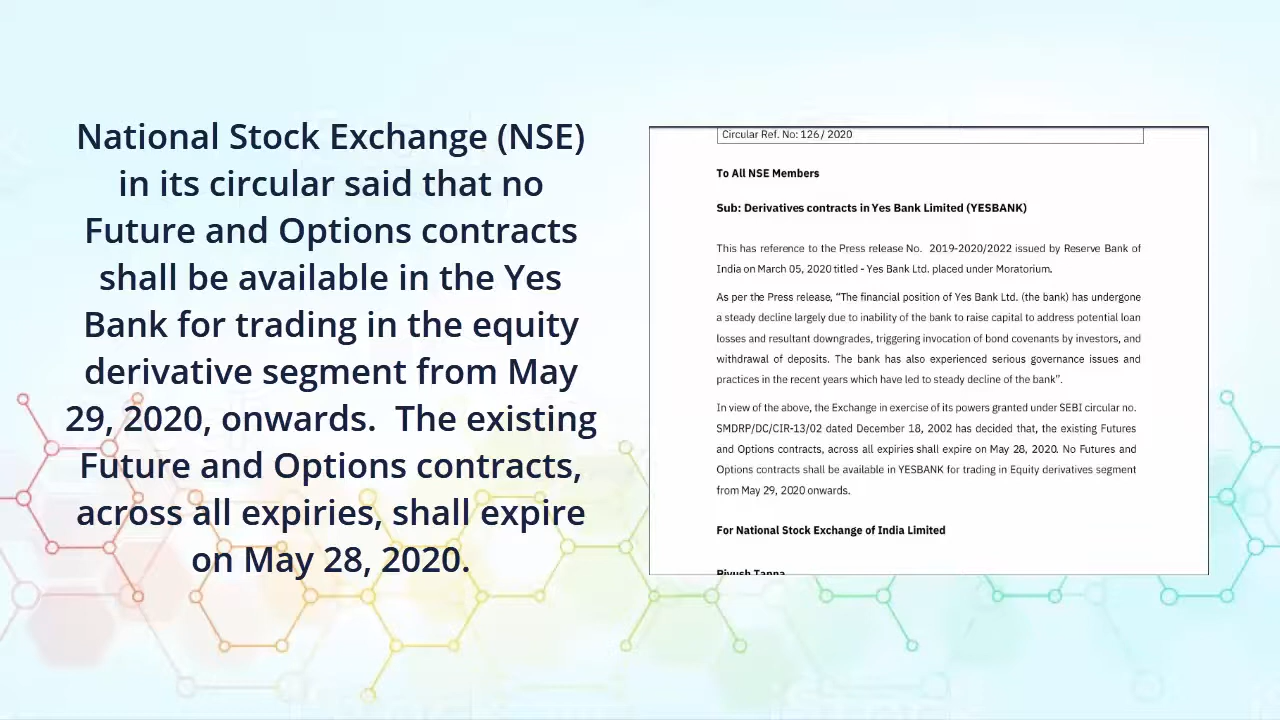 National Stock Exchange (NSE)
in its circular said that no
Future and Options contracts
shall be available in the Yes
Bank for trading in the equity
derivative segment from May
29, 2020, onwards.  The existing
Future and Options contracts,
across all expiries, shall expire
on May 28, 2020.
Circular Ref. No: 126/ 2020
To All NSE Members
Sub: Derivatives contracts in Yes Bank Limited (YESBANK)
This has reference to the Press release No.  2019-2020/2022 issued by Reserve Bank of
India on March 05, 2020 titled - Yes Bank Ltd. placed under Moratorium.
As per the Press release, “The financial position of Yes Bank Ltd. (the bank) has undergone
a steady decline largely due to inability of the bank to raise capital to address potential loan
losses and resultant downgrades, triggering invocation of bond covenants by investors, and
withdrawal of deposits. The bank has also experienced serious governance issues and
practices in the recent years which have led to steady decline of the bank”.
In view of the above, the Exchange in exercise of its powers granted under SEBI circular no.
SMDRP/DC/CIR-13/02 dated December 18, 2002 has decided that, the existing Futures
and Options contracts, across all expiries shall expire on May 28, 2020. No Futures and
Options contracts shall be available in YESBANK for trading in Equity derivatives segment
from May 29, 2020 onwards.
For National Stock Exchange of India Limited